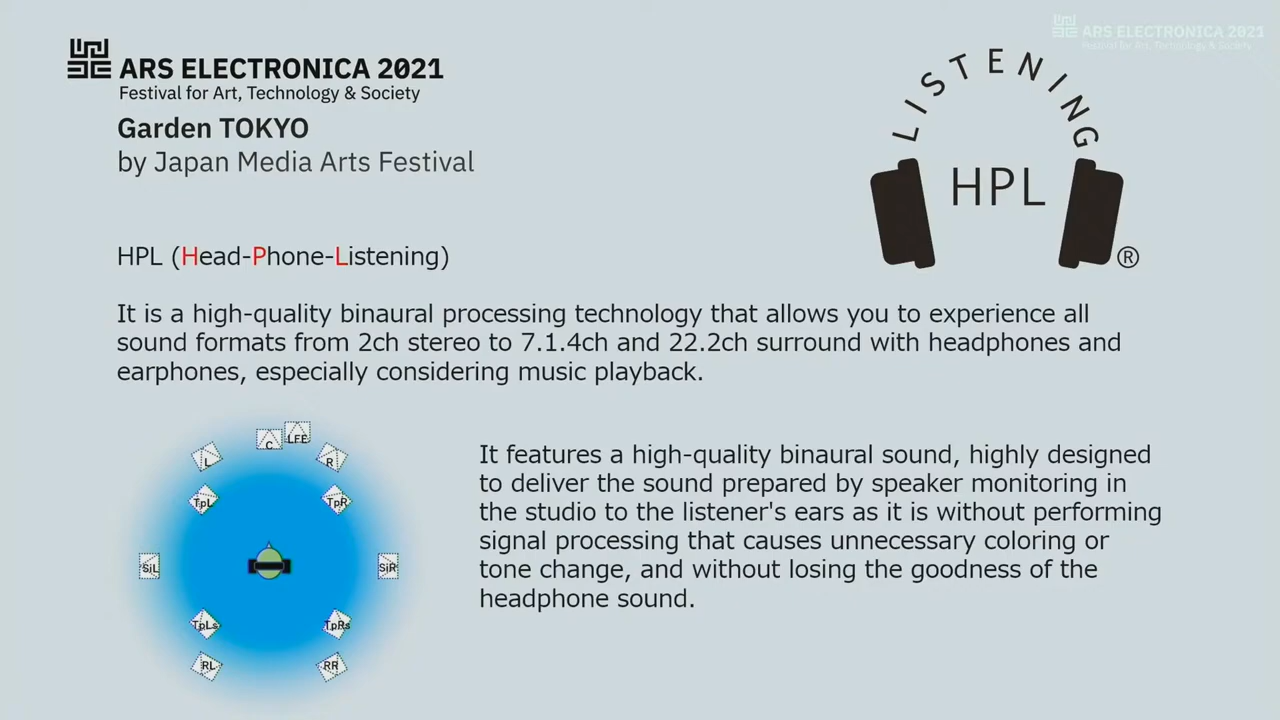 ARS ELECTRONICA 2021
Festival for Art, Technology & Society
Garden TOKYO
by Japan Media Arts Festival
ARS ELECTRONICA 2021
Festival for Art, Technology & Society
LISTENING
HPL
®
HPL (Head-Phone-Listening)
It is a high-quality binaural processing technology that allows you to experience all
sound formats from 2ch stereo to 7.1.4ch and 22.2ch surround with headphones and
earphones, especially considering music playback.
C
LFE
L
R
TpL
TpR
SiL
SiR
TpLs
TpRs
RL
RR
It features a high-quality binaural sound, highly designed
to deliver the sound prepared by speaker monitoring in
the studio to the listener's ears as it is without performing
signal processing that causes unnecessary coloring or
tone change, and without losing the goodness of the
headphone sound.